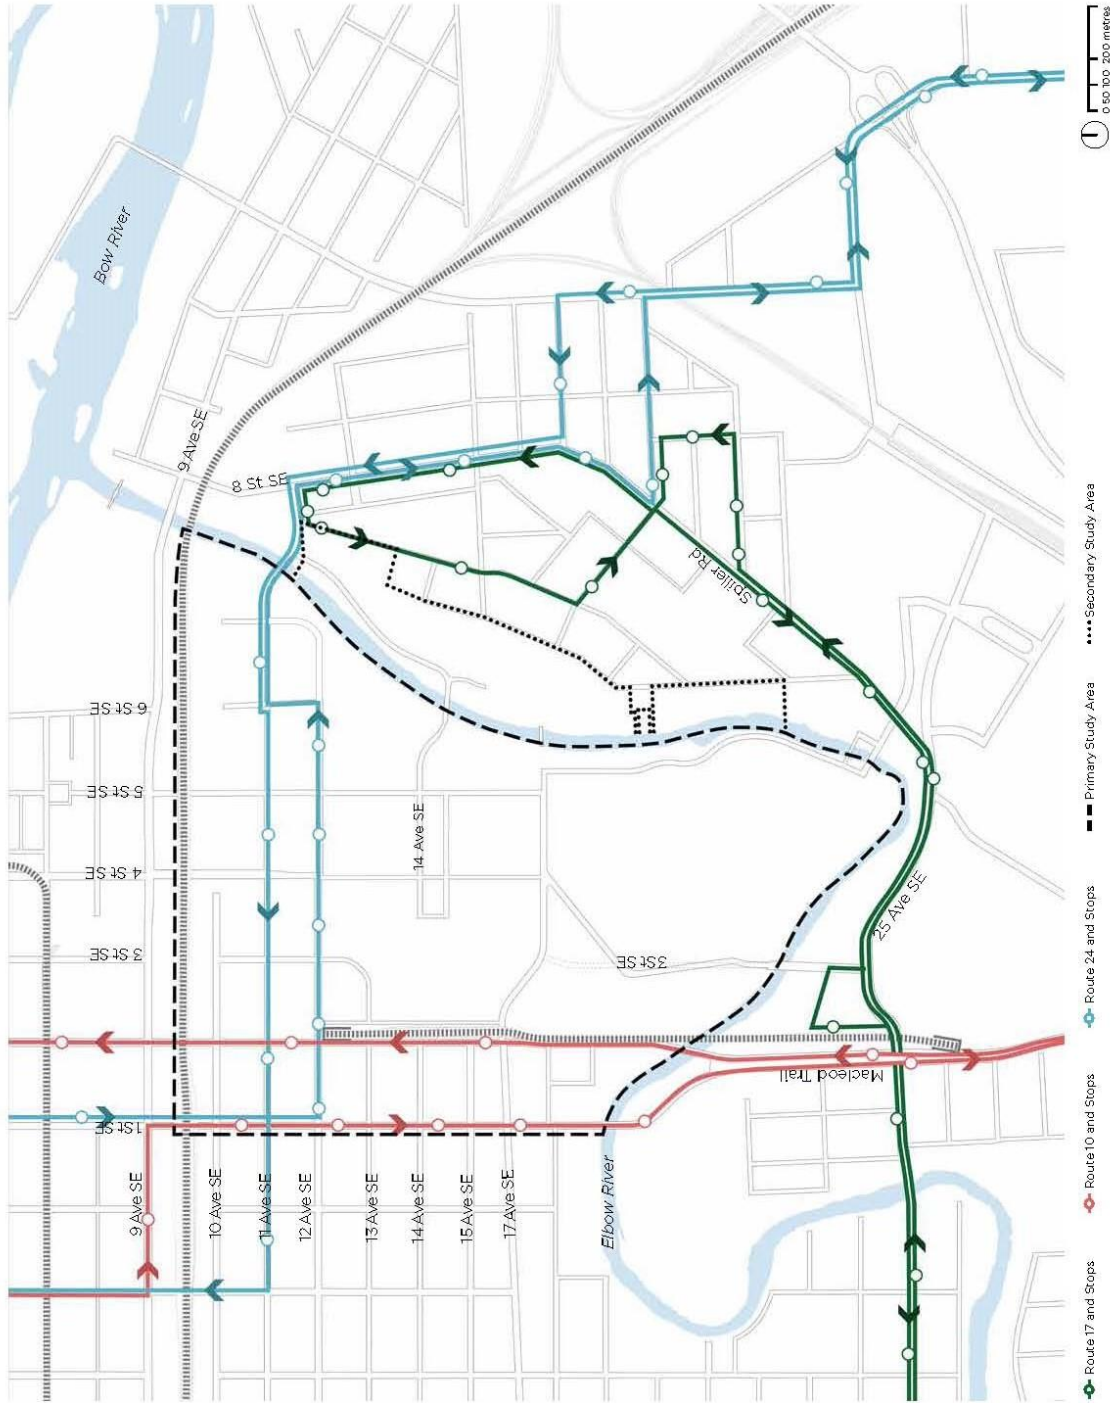 Bow River
9 Ave SE
8 St SE
6 St SE
5 St SE
4 St SE
3 St SE
1 St SE
14 Ave SE
3 St SE
Spiller Rd
25 Ave SE
Macleod Trail
9 Ave SE
10 Ave SE
11 Ave SE
12 Ave SE
13 Ave SE
14 Ave SE
15 Ave SE
17 Ave SE
Elbow River
Route 17 and Stops
Route 10 and Stops
Route 24 and Stops
Primary Study Area
Secondary Study Area
0 50 100 200 metres